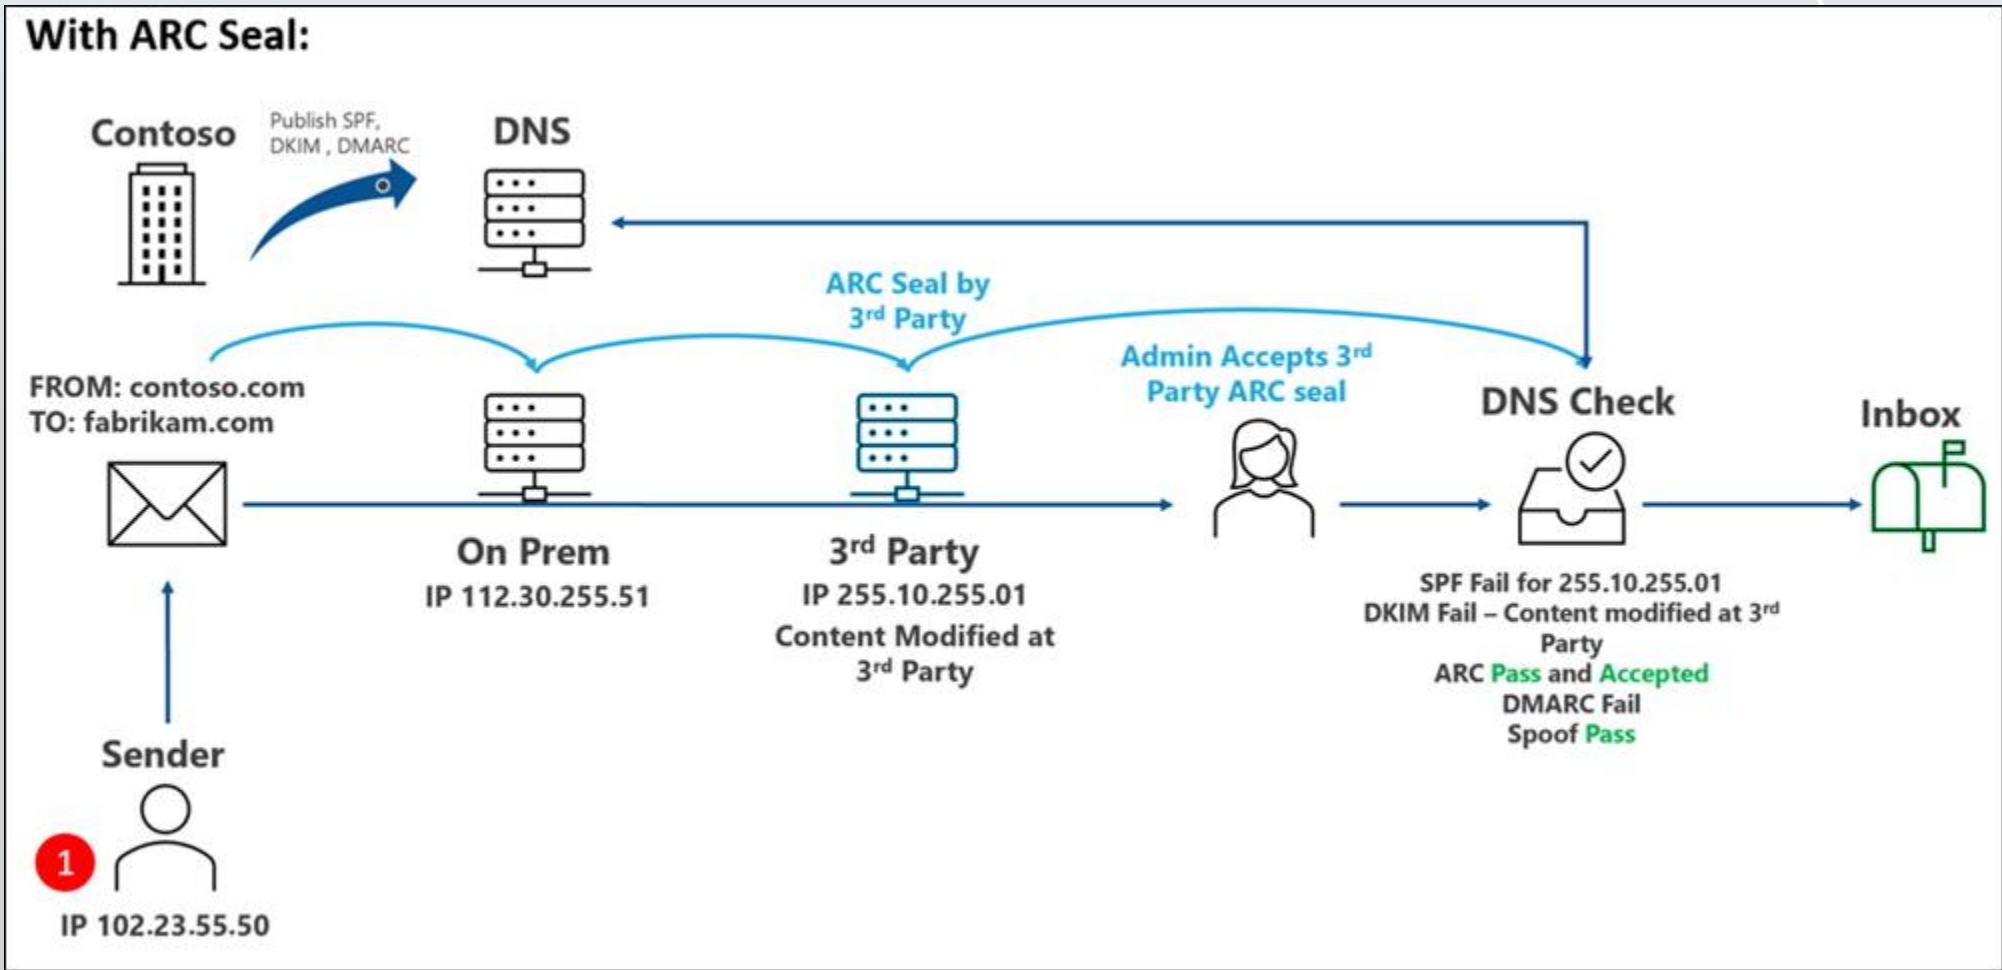 With ARC Seal:
Contoso
Publish SPF,
DKIM , DMARC
DNS
ARC Seal by
3rd Party
Admin Accepts 3rd
Party ARC seal
FROM: contoso.com
TO: fabrikam.com
DNS Check
Inbox
On Prem
IP 112.30.255.51
3rd Party
IP 255.10.255.01
Content Modified at
3rd Party
SPF Fail for 255.10.255.01
DKIM Fail – Content modified at 3rd
Party
ARC Pass and Accepted
DMARC Fail
Spoof Pass
Sender
1
IP 102.23.55.50